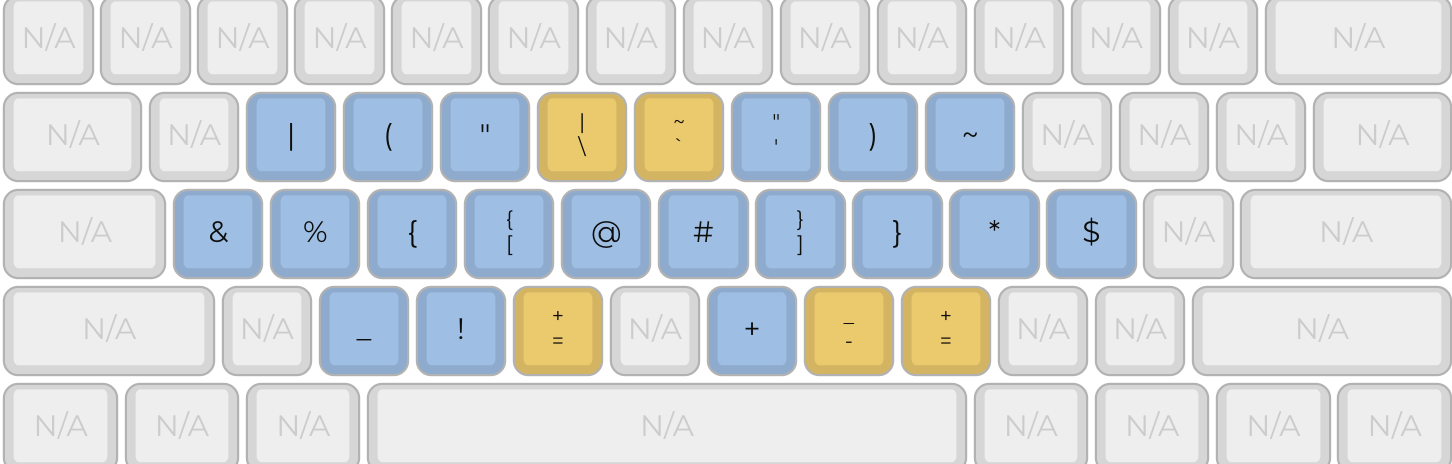 N/A N/A N/A N/A N/A N/A N/A N/A N/A N/A N/A N/A N/A N/A
N/A N/A | ( " | \ ~ ` " ' ) ~ N/A N/A N/A N/A
N/A & % { { [ @ # } ] } * $ N/A N/A
N/A N/A _ ! + = N/A + _ - + = N/A N/A N/A
N/A N/A N/A N/A N/A N/A N/A N/A